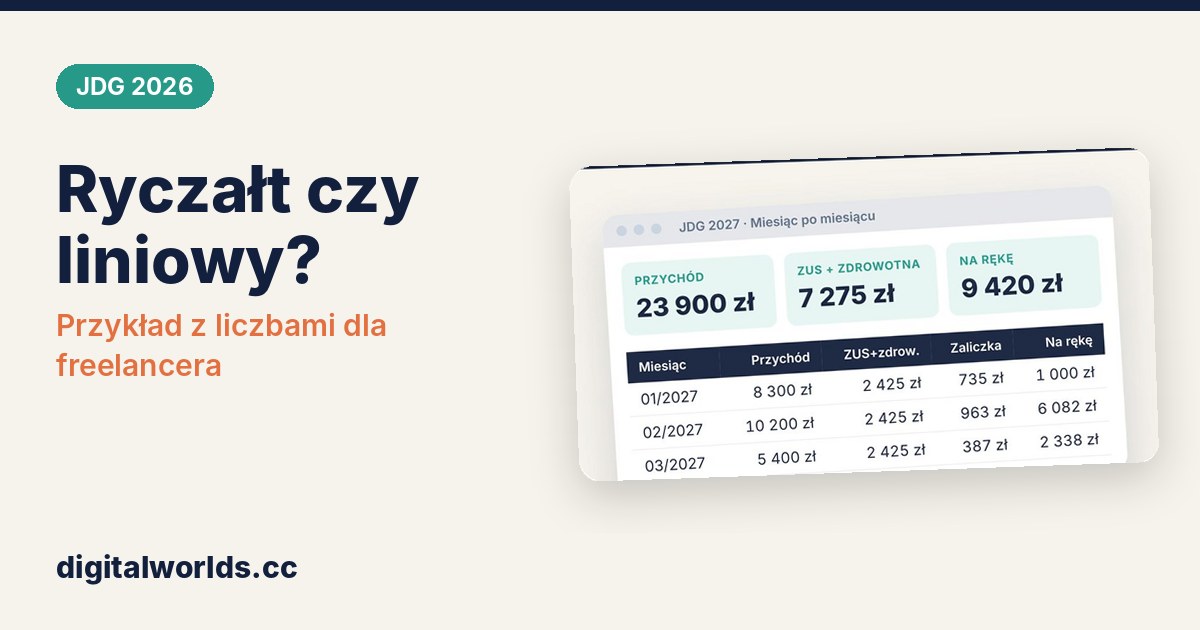 JDG 2026
Ryczałt czy
liniowy?
Przykład z liczbami dla
freelancera
JDG 2027 · Miesiąc po miesiącu
PRZYCHÓD
23 900 zł
ZUS + ZDROWOTNA
7 275 zł
NA RĘKĘ
9 420 zł
Miesiąc Przychód ZUS+zdrow. Zaliczka Na rękę
01/2027 8 300 zł 2 425 zł 735 zł 1 000 zł
02/2027 10 200 zł 2 425 zł 963 zł 6 082 zł
03/2027 5 400 zł 2 425 zł 387 zł 2 338 zł
digitalworlds.cc